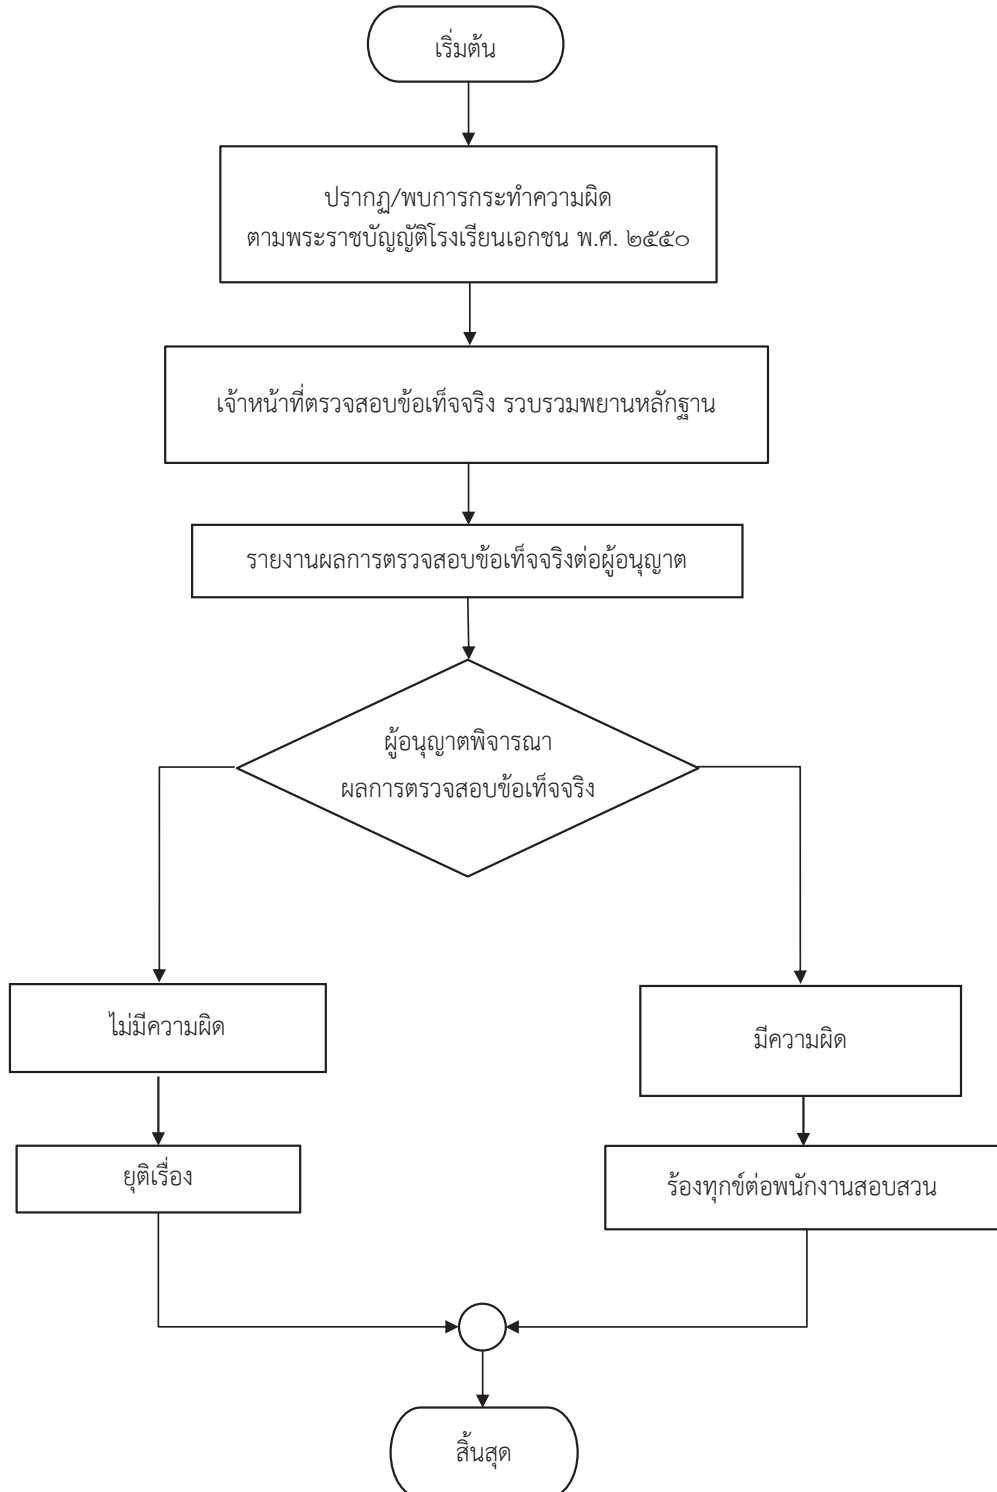 เริ่มต้น
ปรากฏ/พบการกระทำความผิด
ตามพระราชบัญญัติโรงเรียนเอกชน พ.ศ. ๒๕๕๐
เจ้าหน้าที่ตรวจสอบข้อเท็จจริง รวบรวมพยานหลักฐาน
รายงานผลการตรวจสอบข้อเท็จจริงต่อผู้อนุญาต
ผู้อนุญาตพิจารณา
ผลการตรวจสอบข้อเท็จจริง
ไม่มีความผิด
มีความผิด
ยุติเรื่อง
ร้องทุกข์ต่อพนักงานสอบสวน
สิ้นสุด